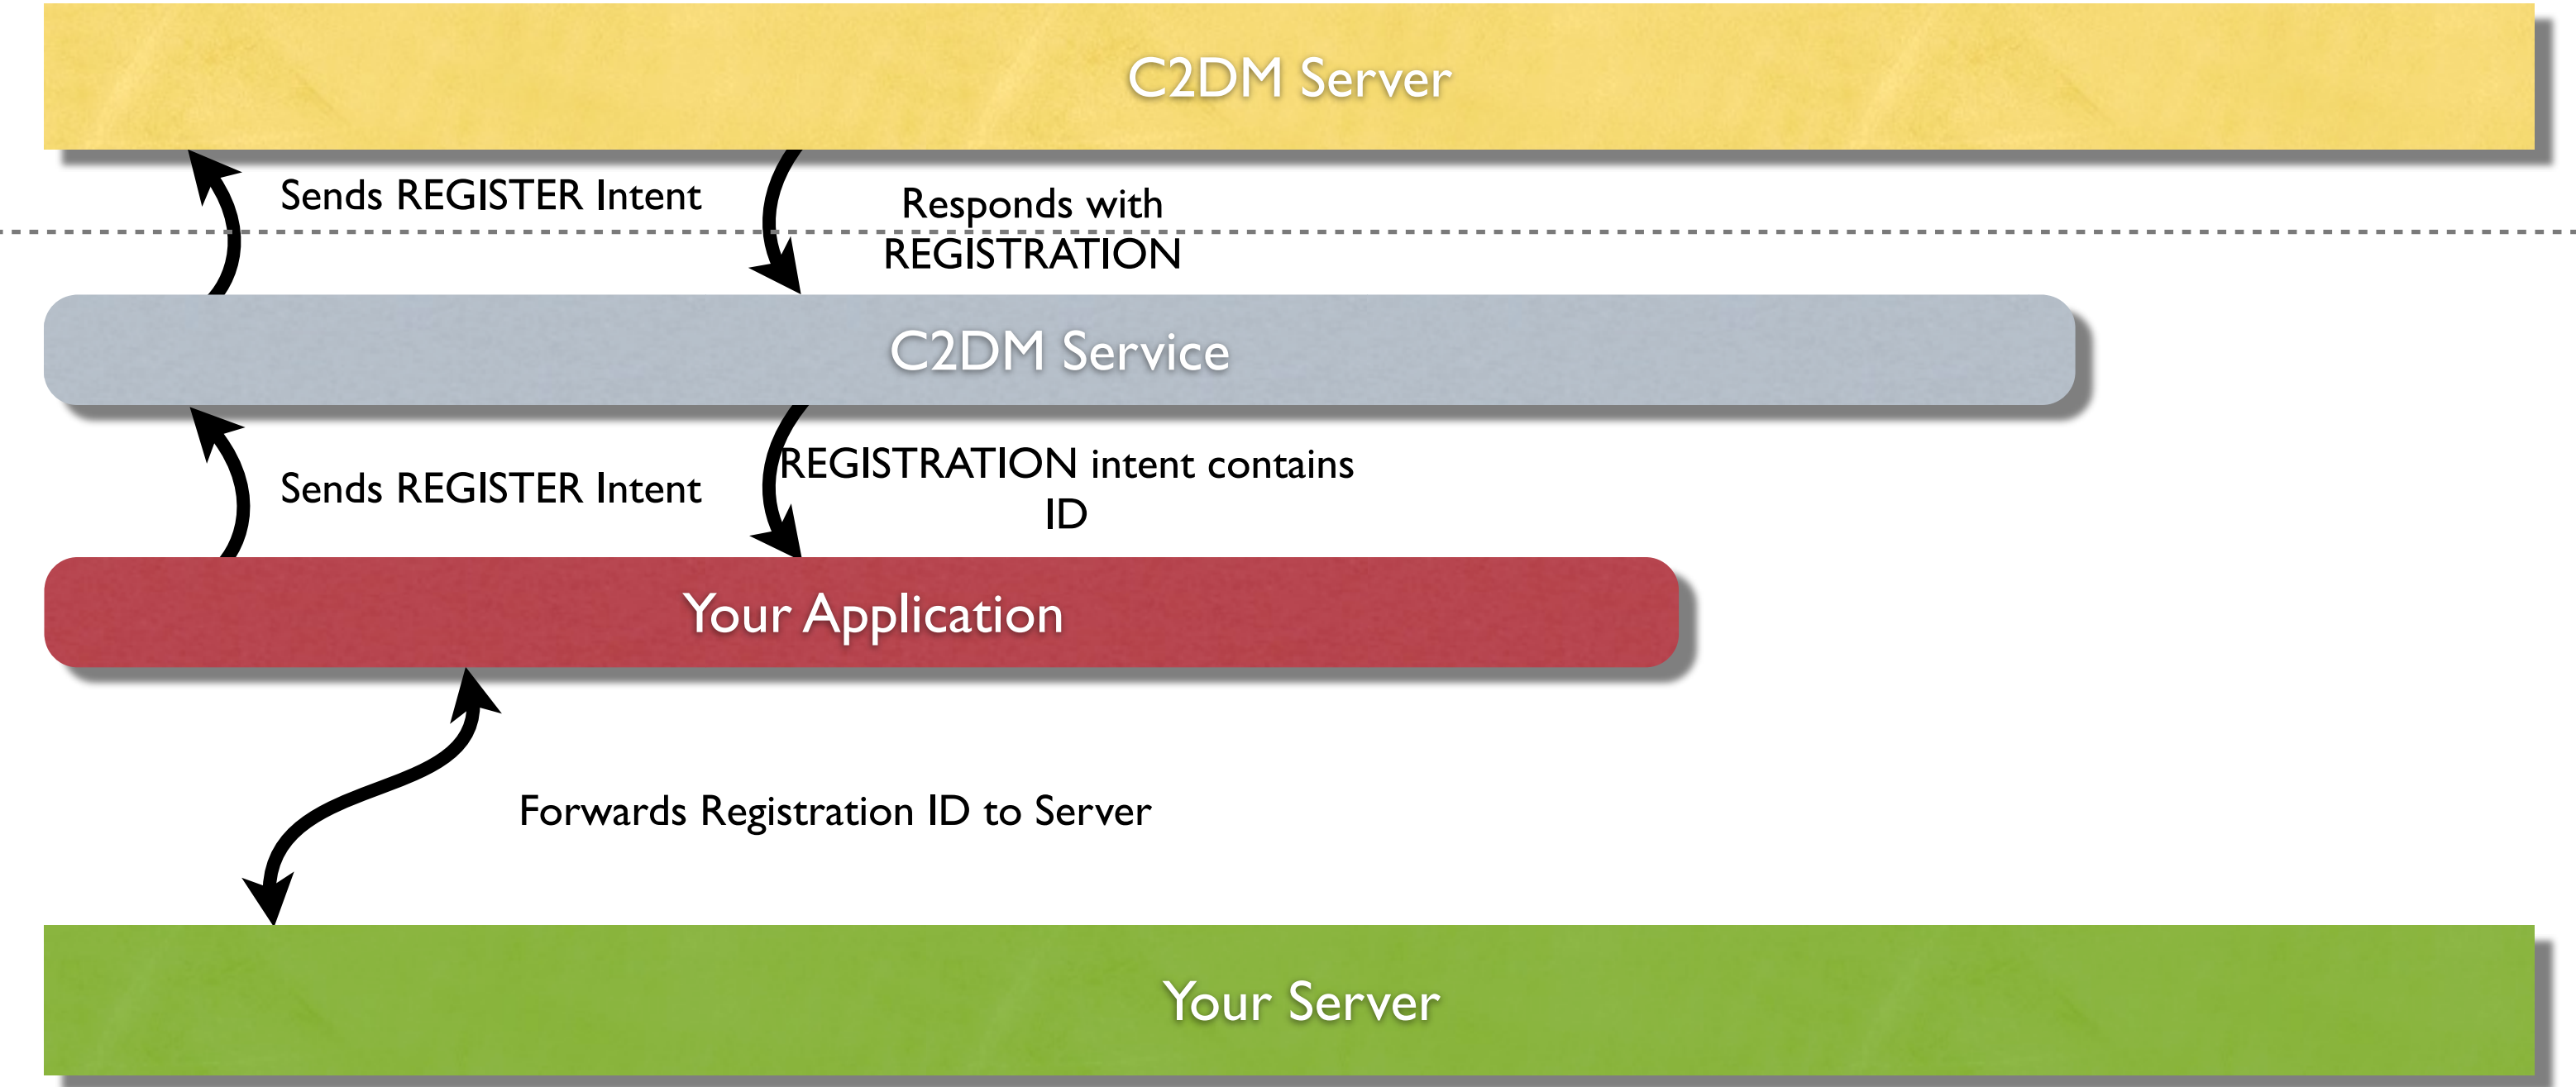 C2DM Server
Sends REGISTER Intent
Responds with
REGISTRATION
C2DM Service
Sends REGISTER Intent
REGISTRATION intent contains
ID
Your Application
Forwards Registration ID to Server
Your Server